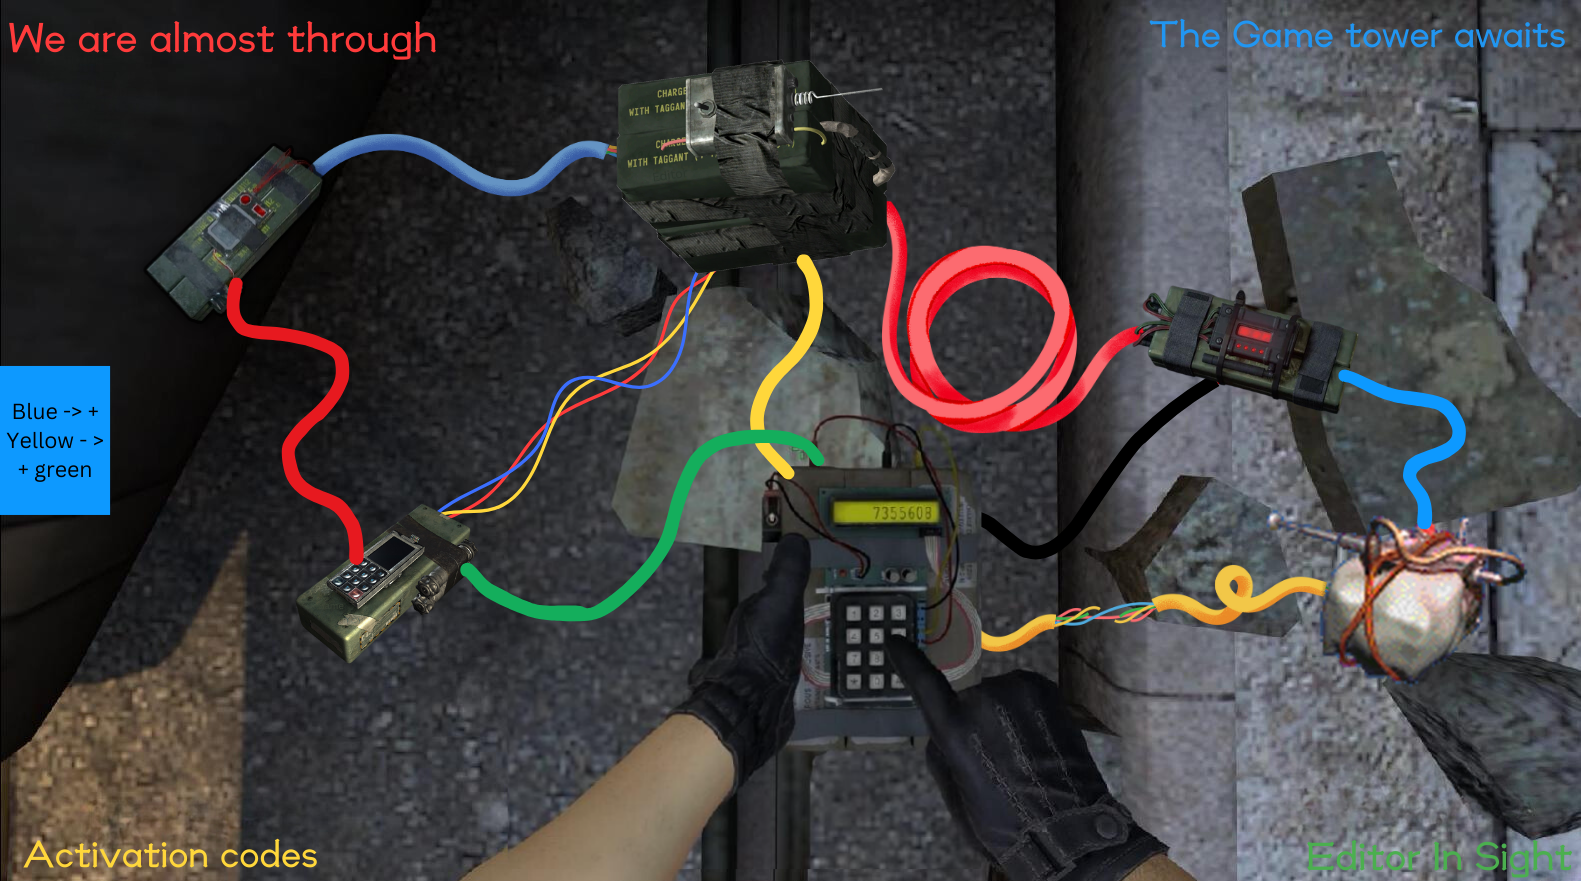 We are almost through
The Game tower awaits
CHARGE
WITH TAGGAN
CHARGE
WITH TAGGANT
Blue -> +
Yellow - >
+ green
7355608
Activation codes
Editor In Sight